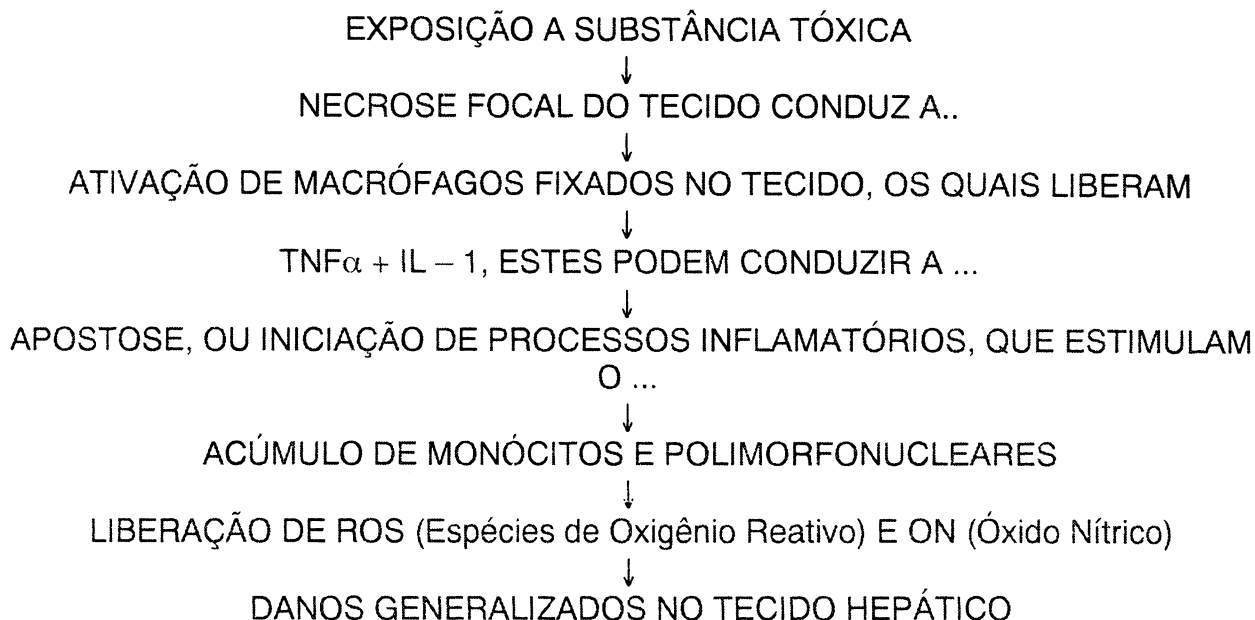 EXPOSIÇÃO A SUBSTÂNCIA TÓXICA
NECROSE FOCAL DO TECIDO CONDUZ A..
ATIVAÇÃO DE MACRÓFAGOS FIXADOS NO TECIDO, OS QUAIS LIBERAM
TNFα + IL – 1, ESTES PODEM CONDUZIR A ...
APOSTOSE, OU INICIAÇÃO DE PROCESSOS INFLAMATÓRIOS, QUE ESTIMULAM
O ...
ACÚMULO DE MONÓCITOS E POLIMORFONUCLEARES
LIBERAÇÃO DE ROS (Espécies de Oxigênio Reativo) E ON (Óxido Nítrico)
DANOS GENERALIZADOS NO TECIDO HEPÁTICO